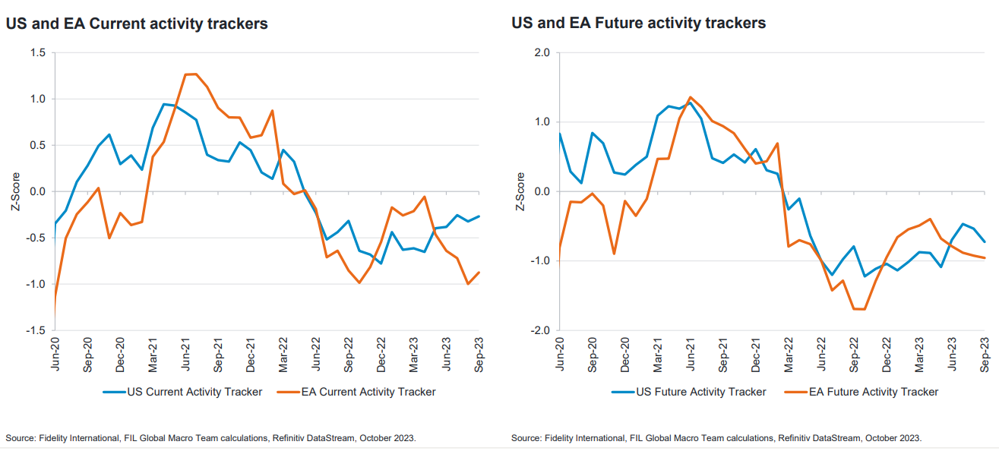 US and EA Current activity trackers
1.5
1.0
0.5
0.0
-0.5
-1.0
-1.5
Z-Score
Jun-20
Sep-20
Dec-20
Mar-21
Jun-21
Sep-21
Dec-21
Mar-22
Jun-22
Sep-22
Dec-22
Mar-23
Jun-23
Sep-23
US Current Activity Tracker
EA Current Activity Tracker
Source: Fidelity International, FIL Global Macro Team calculations, Refinitiv DataStream, October 2023.
US and EA Future activity trackers
2.0
1.0
0.0
-1.0
-2.0
Z-Score
Jun-20
Sep-20
Dec-20
Mar-21
Jun-21
Sep-21
Dec-21
Mar-22
Jun-22
Sep-22
Dec-22
Mar-23
Jun-23
Sep-23
US Future Activity Tracker
EA Future Activity Tracker
Source: Fidelity International, FIL Global Macro Team calculations, Refinitiv DataStream, October 2023.